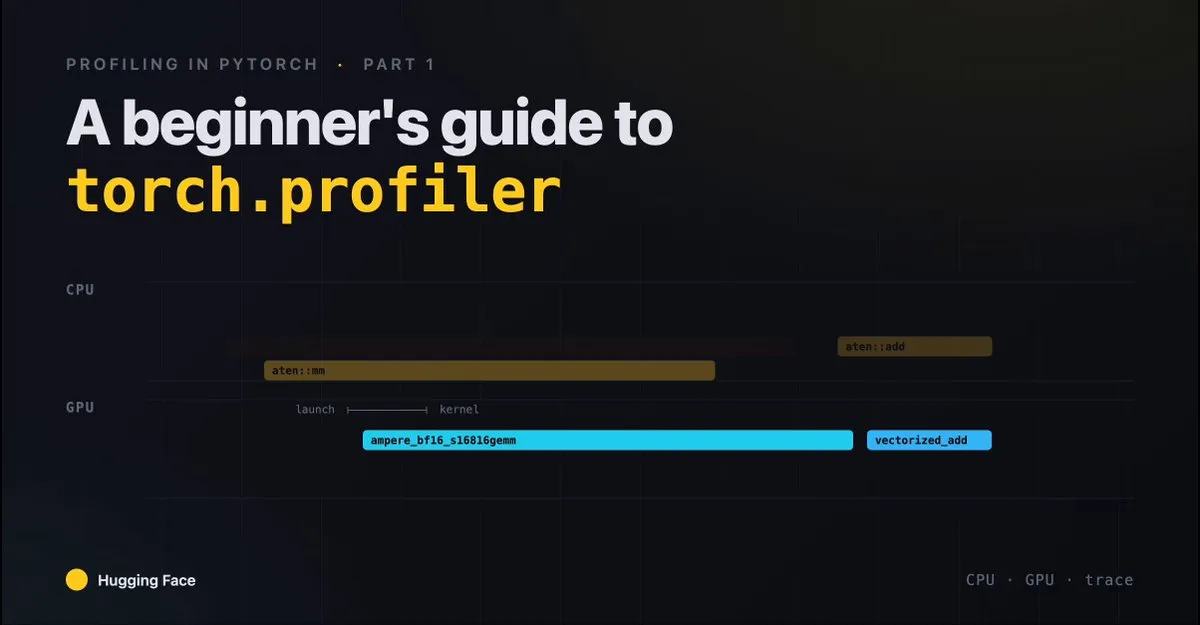 PROFILING IN PYTORCH · PART 1
A beginner's guide to
torch.profiler
CPU
aten::add
aten::mm
GPU
launch kernel
ampere_bf16_s16816gemm
vectorized_add
Hugging Face
CPU · GPU · trace